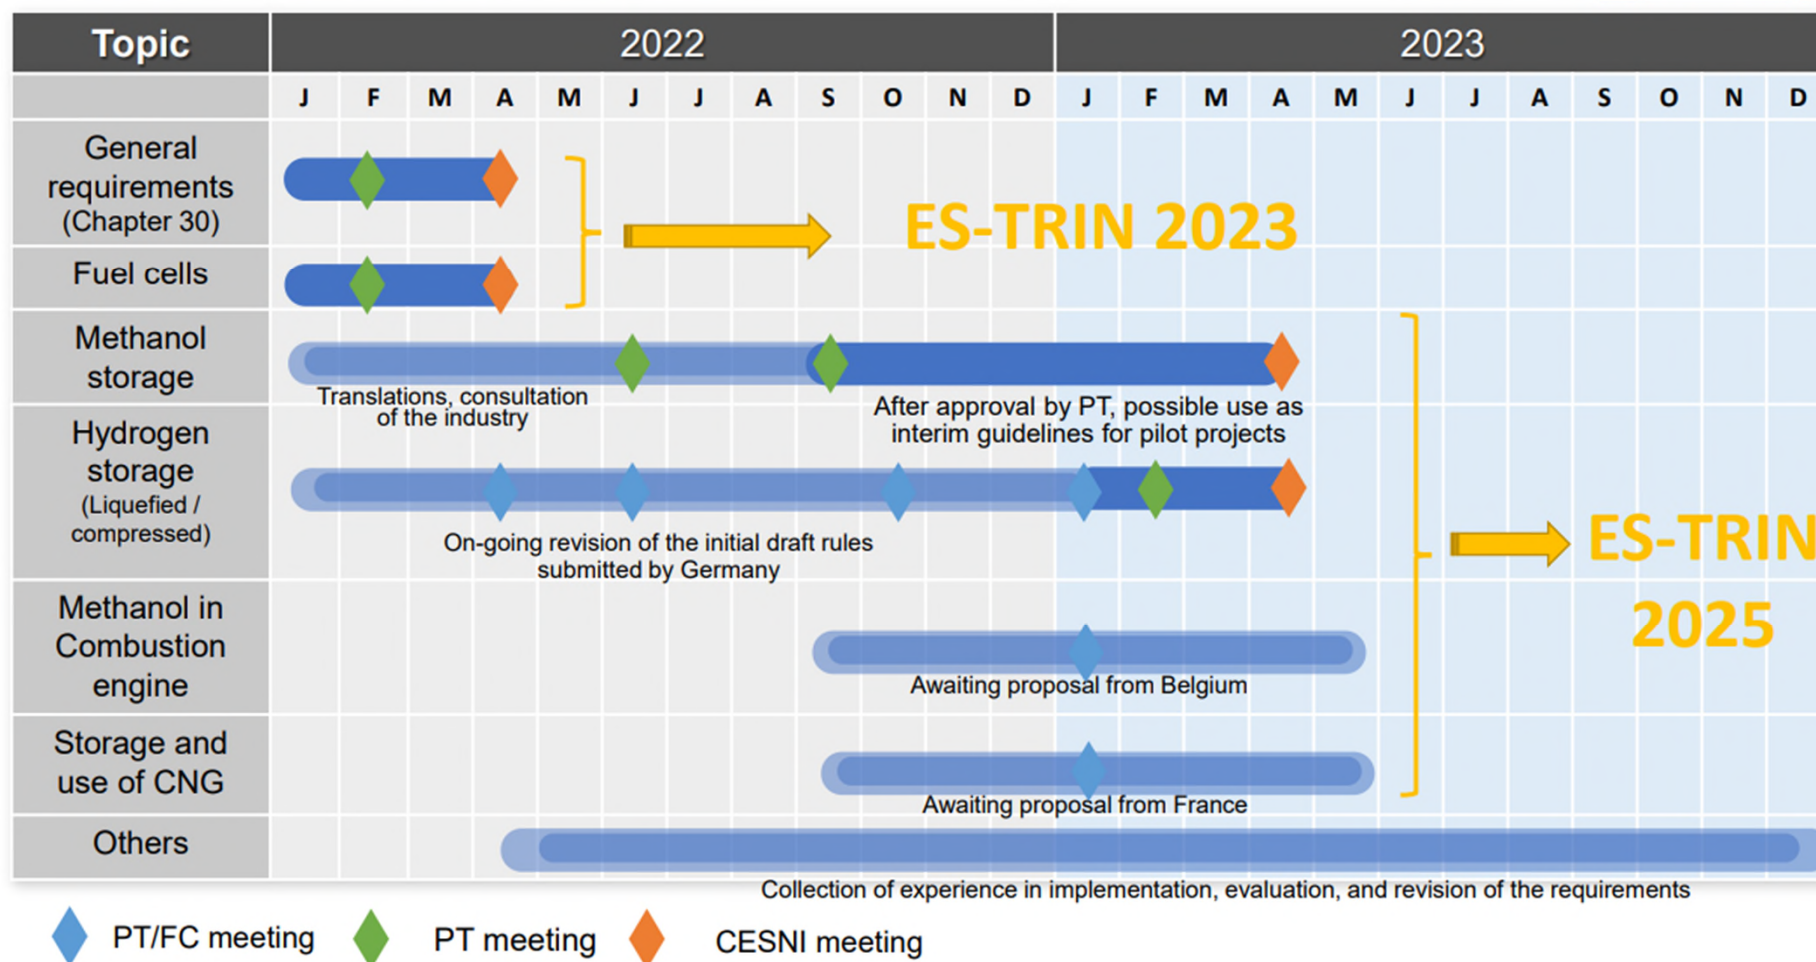 Topic 2022 2023
J F M A M J J A S O N D J F M A M J J A S O N D
General
requirements
(Chapter 30)
ES-TRIN 2023
Fuel cells
Methanol
storage
Translations, consultation
of the industry
After approval by PT, possible use as
interim guidelines for pilot projects
Hydrogen
storage
(Liquefied /
compressed)
On-going revision of the initial draft rules
submitted by Germany
ES-TRIN
2025
Methanol in
Combustion
engine
Awaiting proposal from Belgium
Storage and
use of CNG
Awaiting proposal from France
Others
Collection of experience in implementation, evaluation, and revision of the requirements
PT/FC meeting PT meeting CESNI meeting